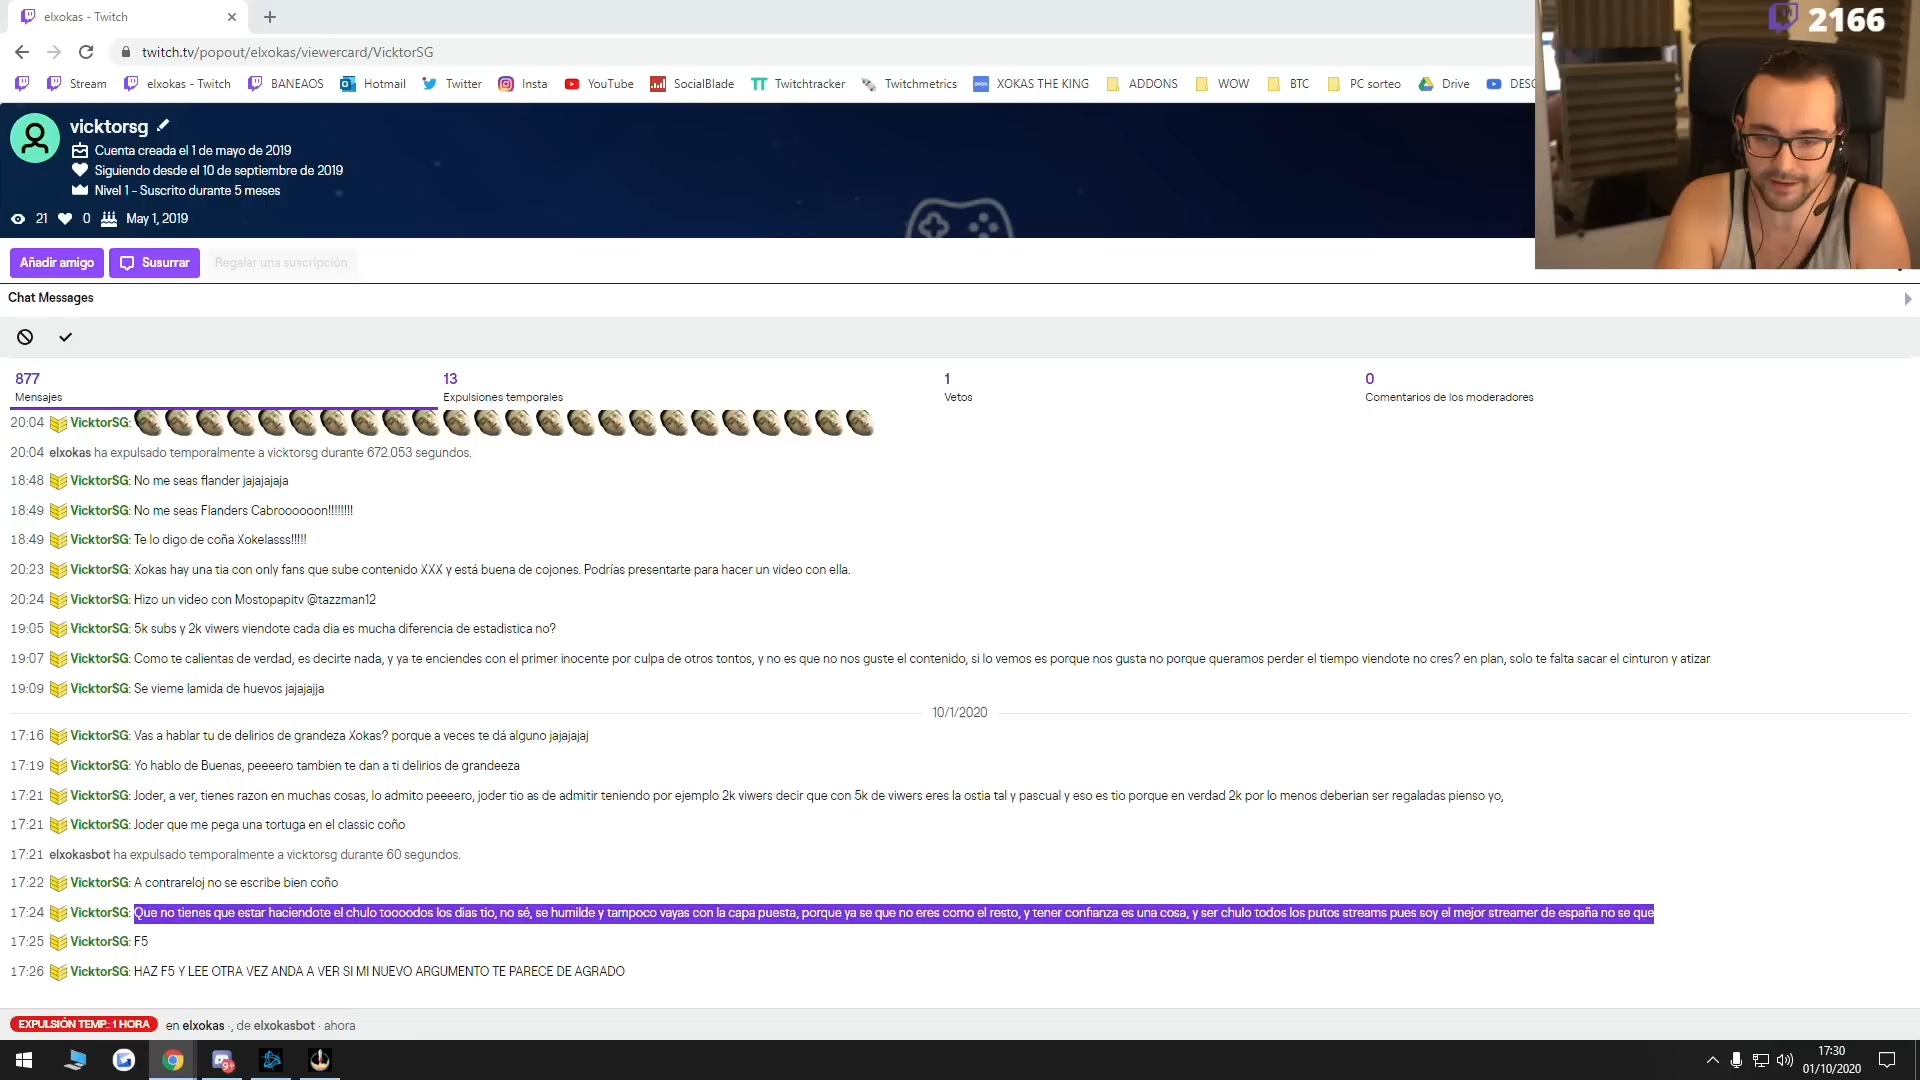 elxokas - Twitch
2166
twitch.tv/popout/elxokas/viewercard/VicktorSG
Stream elxokas - Twitch BANEAOS Hotmail Twitter Insta YouTube SocialBlade Twitchtracker Twitchmetrics XOKAS THE KING ADDONS WOW BTC PC sorteo Drive DESC
vicktorsg
Cuenta creada el 1 de mayo de 2019
Siguiendo desde el 10 de septiembre de 2019
Nivel 1 - Suscrito durante 5 meses
21 0 May 1, 2019
Añadir amigo Susurrar Regalar una suscripción
Chat Messages
877 13 1 0
Mensajes Expulsiones temporales Vetos Comentarios de los moderadores
20:04 VicktorSG:
20:04 elxokas ha expulsado temporalmente a vicktorsg durante 672.053 segundos.
18:48 VicktorSG: No me seas flander jajajajaja
18:49 VicktorSG: No me seas Flanders Cabroooooon!!!!!!!!
18:49 VicktorSG: Te lo digo de coña Xokelasss!!!!!
20:23 VicktorSG: Xokas hay una tia con only fans que sube contenido XXX y está buena de cojones. Podrías presentarte para hacer un video con ella.
20:24 VicktorSG: Hizo un video con Mostopapitv @tazzman12
19:05 VicktorSG: 5k subs y 2k viwers viendote cada dia es mucha diferencia de estadistica no?
19:07 VicktorSG: Como te calientas de verdad, es decirte nada, y ya te enciendes con el primer inocente por culpa de otros tontos, y no es que no nos guste el contenido, si lo vemos es porque nos gusta no porque queramos perder el tiempo viendote no cres? en plan, solo te falta sacar el cinturon y atizar
19:09 VicktorSG: Se vieme lamida de huevos jajajajja
10/1/2020
17:16 VicktorSG: Vas a hablar tu de delirios de grandeza Xokas? porque a veces te dá alguno jajajajaj
17:19 VicktorSG: Yo hablo de Buenas, peeeero tambien te dan a ti delirios de grandeeza
17:21 VicktorSG: Joder, a ver, tienes razon en muchas cosas, lo admito peeeero, joder tio as de admitir teniendo por ejemplo 2k viwers decir que con 5k de viwers eres la ostia tal y pascual y eso es tio porque en verdad 2k por lo menos deberian ser regaladas pienso yo,
17:21 VicktorSG: Joder que me pega una tortuga en el classic coño
17:21 elxokasbot ha expulsado temporalmente a vicktorsg durante 60 segundos.
17:22 VicktorSG: A contrareloj no se escribe bien coño
17:24 VicktorSG: Que no tienes que estar haciendote el chulo toooodos los dias tio, no sé, se humilde y tampoco vayas con la capa puesta, porque ya se que no eres como el resto, y tener confianza es una cosa, y ser chulo todos los putos streams pues soy el mejor streamer de españa no se que
17:25 VicktorSG: F5
17:26 VicktorSG: HAZ F5 Y LEE OTRA VEZ ANDA A VER SI MI NUEVO ARGUMENTO TE PARECE DE AGRADO
EXPULSIÓN TEMP.: 1 HORA en elxokas ·, de elxokasbot · ahora
9+
17:30
01/10/2020